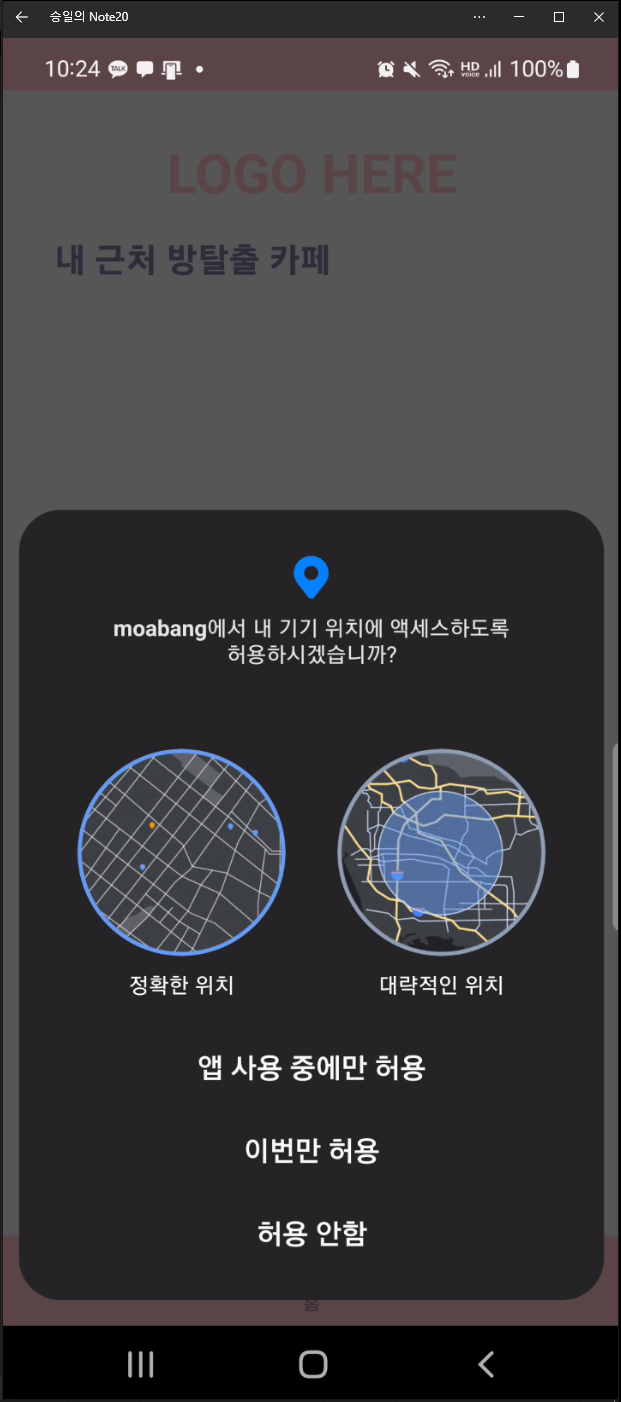 승일의 Note20
10:24 TALK HD VOICE 100%
LOGO HERE
내 근처 방탈출 카페
moabang에서 내 기기 위치에 액세스하도록
허용하시겠습니까?
정확한 위치 대략적인 위치
앱 사용 중에만 허용
이번만 허용
허용 안함
홈